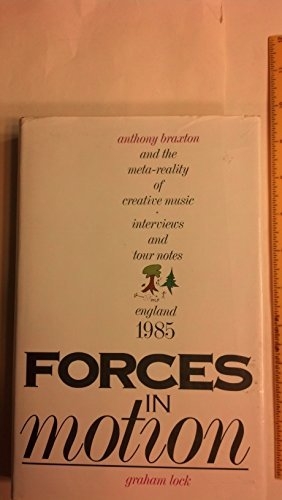 anthony braxton
and the
meta-reality
of
creative music
·
interviews
and
tour notes
england
1985
FORCES
IN
motion
graham lock